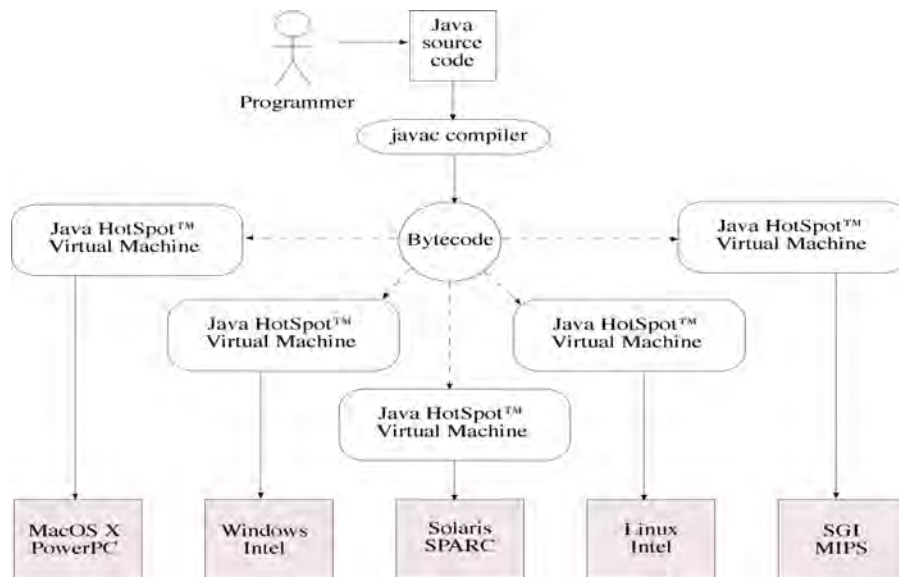 Java
source
code
Programmer
javac compiler
Java HotSpot™
Virtual Machine
Bytecode
Java HotSpot™
Virtual Machine
Java HotSpot™
Virtual Machine
Java HotSpot™
Virtual Machine
Java HotSpot™
Virtual Machine
MacOS X
PowerPC
Windows
Intel
Solaris
SPARC
Linux
Intel
SGI
MIPS